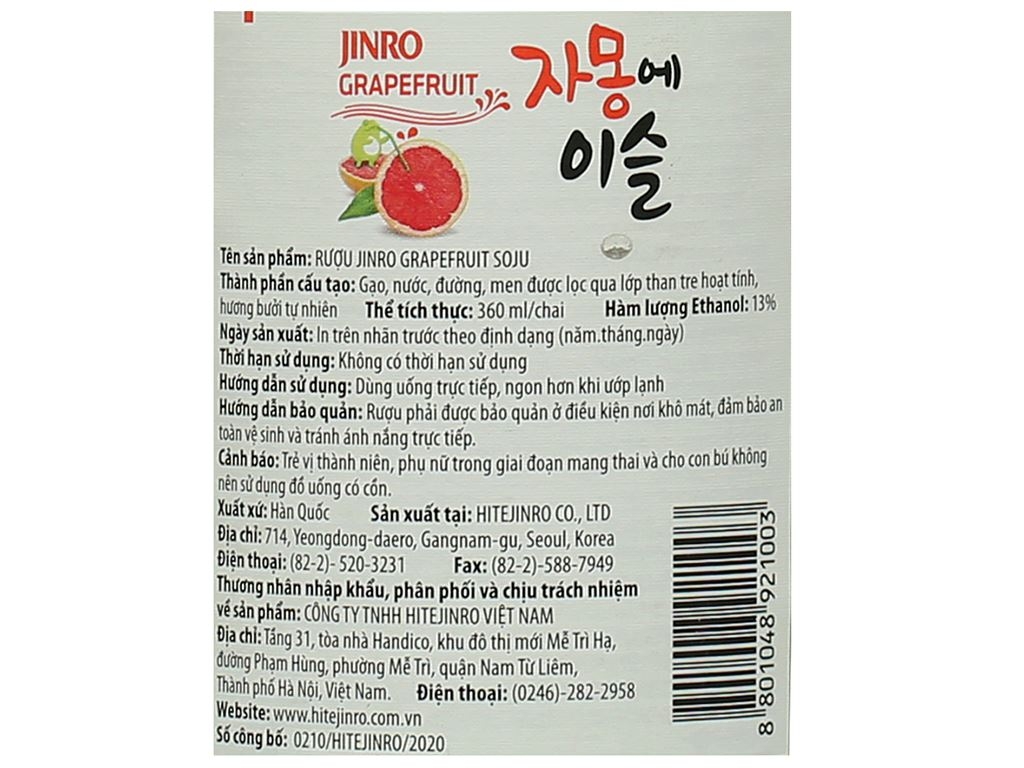 JINRO
GRAPEFRUIT
자몽에
이슬
Tên sản phẩm: RƯỢU JINRO GRAPEFRUIT SOJU
Thành phần cấu tạo: Gạo, nước, đường, men được lọc qua lớp than tre hoạt tính,
hương bưởi tự nhiên Thể tích thực: 360 ml/chai Hàm lượng Ethanol: 13%
Ngày sản xuất: In trên nhãn trước theo định dạng (năm.tháng.ngày)
Thời hạn sử dụng: Không có thời hạn sử dụng
Hướng dẫn sử dụng: Dùng uống trực tiếp, ngon hơn khi ướp lạnh
Hướng dẫn bảo quản: Rượu phải được bảo quản ở điều kiện nơi khô mát, đảm bảo an
toàn vệ sinh và tránh ánh nắng trực tiếp.
Cảnh báo: Trẻ vị thành niên, phụ nữ trong giai đoạn mang thai và cho con bú không
nên sử dụng đồ uống có cồn.
Xuất xứ: Hàn Quốc Sản xuất tại: HITEJINRO CO., LTD
Địa chỉ: 714, Yeongdong-daero, Gangnam-gu, Seoul, Korea
Điện thoại: (82-2)- 520-3231 Fax: (82-2)-588-7949
Thương nhân nhập khẩu, phân phối và chịu trách nhiệm
về sản phẩm: CÔNG TY TNHH HITEJINRO VIỆT NAM
Địa chỉ: Tầng 31, tòa nhà Handico, khu đô thị mới Mễ Trì Hạ,
đường Phạm Hùng, phường Mễ Trì, quận Nam Từ Liêm,
Thành phố Hà Nội, Việt Nam. Điện thoại: (0246)-282-2958
Website: www.hitejinro.com.vn
Số công bố: 0210/HITEJINRO/2020
8 801048 921003